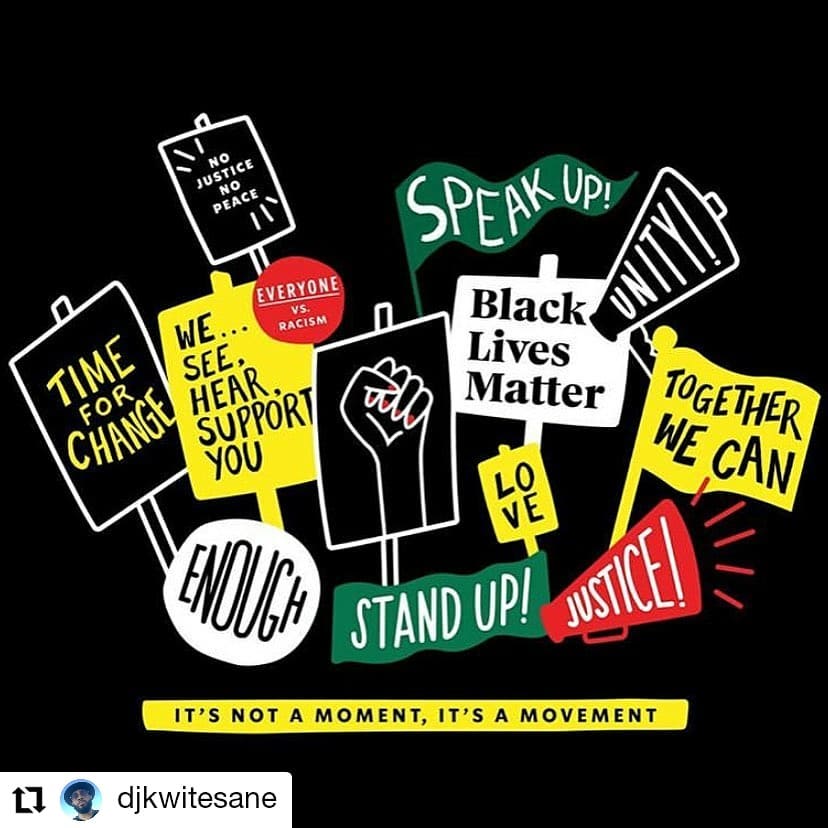 NO
JUSTICE
NO
PEACE
SPEAK UP!
UNITY!
EVERYONE
VS.
RACISM
TIME
FOR
CHANGE
WE...
SEE,
HEAR,
SUPPORT
YOU
Black
Lives
Matter
TOGETHER
WE CAN
LO
VE
ENOUGH
STAND UP!
JUSTICE!
IT'S NOT A MOMENT, IT'S A MOVEMENT
djkwitesane